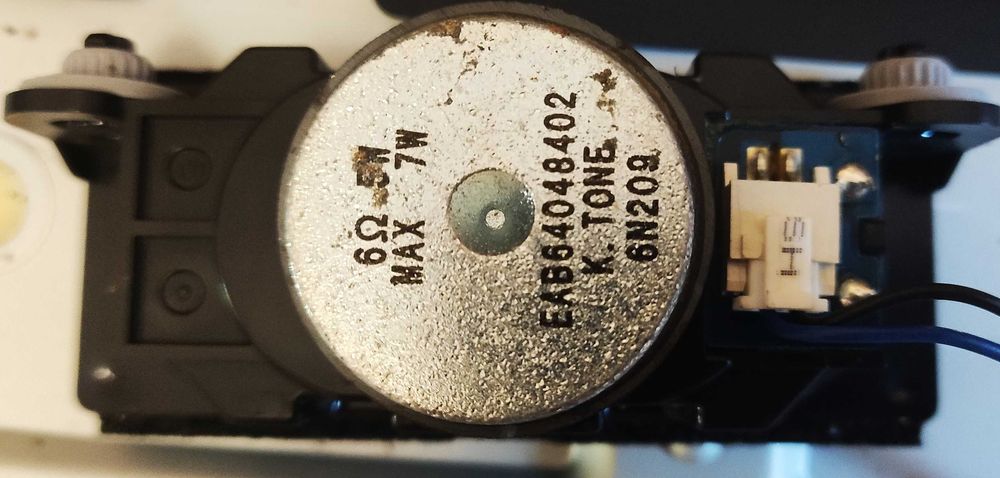 6Ω 5W
MAX 7W
EAB64048402
K.TONE
6N209